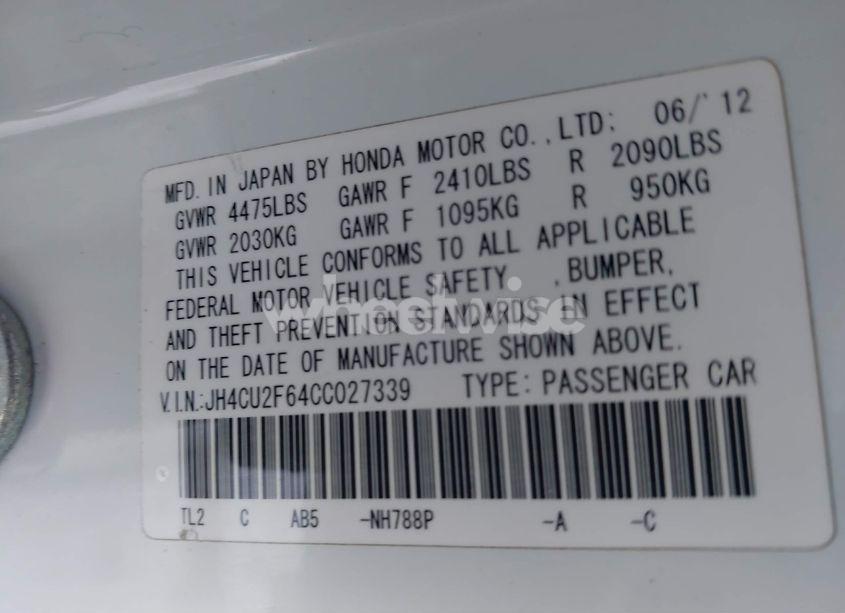 MFD. IN JAPAN BY HONDA MOTOR CO., LTD: 06/'12
GVWR 4475LBS GAWR F 2410LBS R 2090LBS
GVWR 2030KG GAWR F 1095KG R 950KG
THIS VEHICLE CONFORMS TO ALL APPLICABLE
FEDERAL MOTOR VEHICLE SAFETY , BUMPER,
AND THEFT PREVENTION STANDARDS IN EFFECT
ON THE DATE OF MANUFACTURE SHOWN ABOVE.
wheelwise
V.I.N.:JH4CU2F64CC027339 TYPE: PASSENGER CAR
TL2 C AB5 -NH788P -A -C